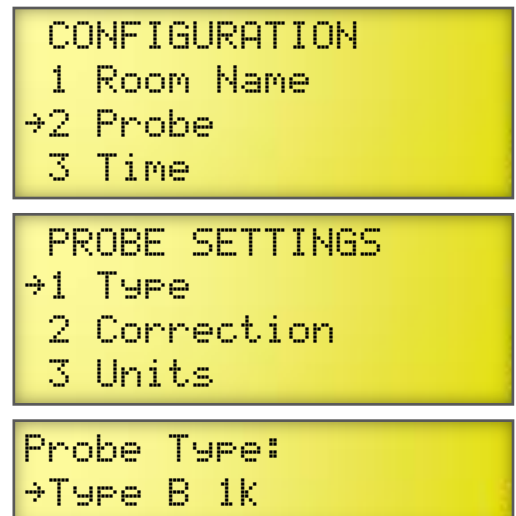 CONFIGURATION
1 Room Name
→2 Probe
3 Time
PROBE SETTINGS
→1 Type
2 Correction
3 Units
Probe Type:
→Type B 1K